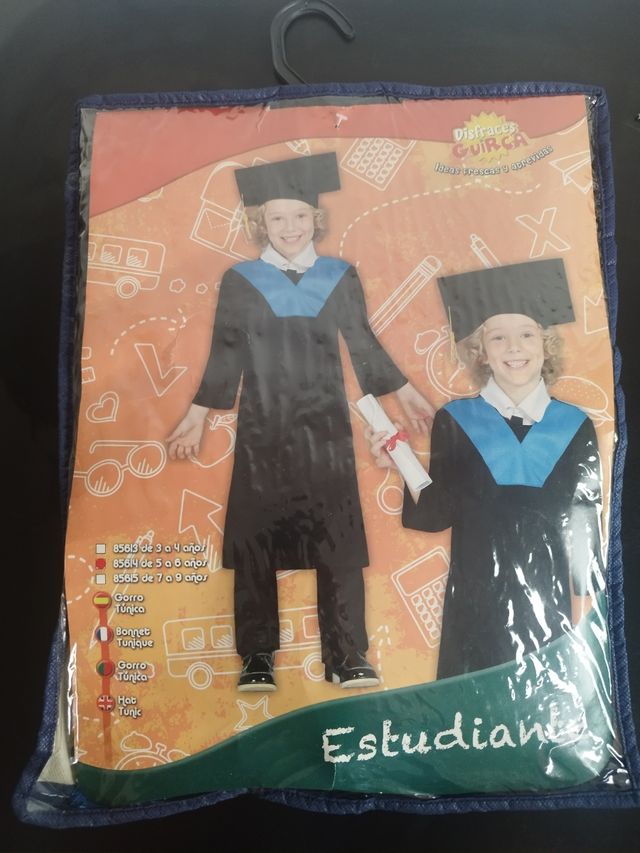 Disfraces
GUiRCA
Ideas frescas y atrevidas
85613 de 3 a 4 años
85614 de 5 a 6 años
85615 de 7 a 9 años
Gorro
Túnica
Bonnet
Tunique
Gorro
Túnica
Hat
Tunic